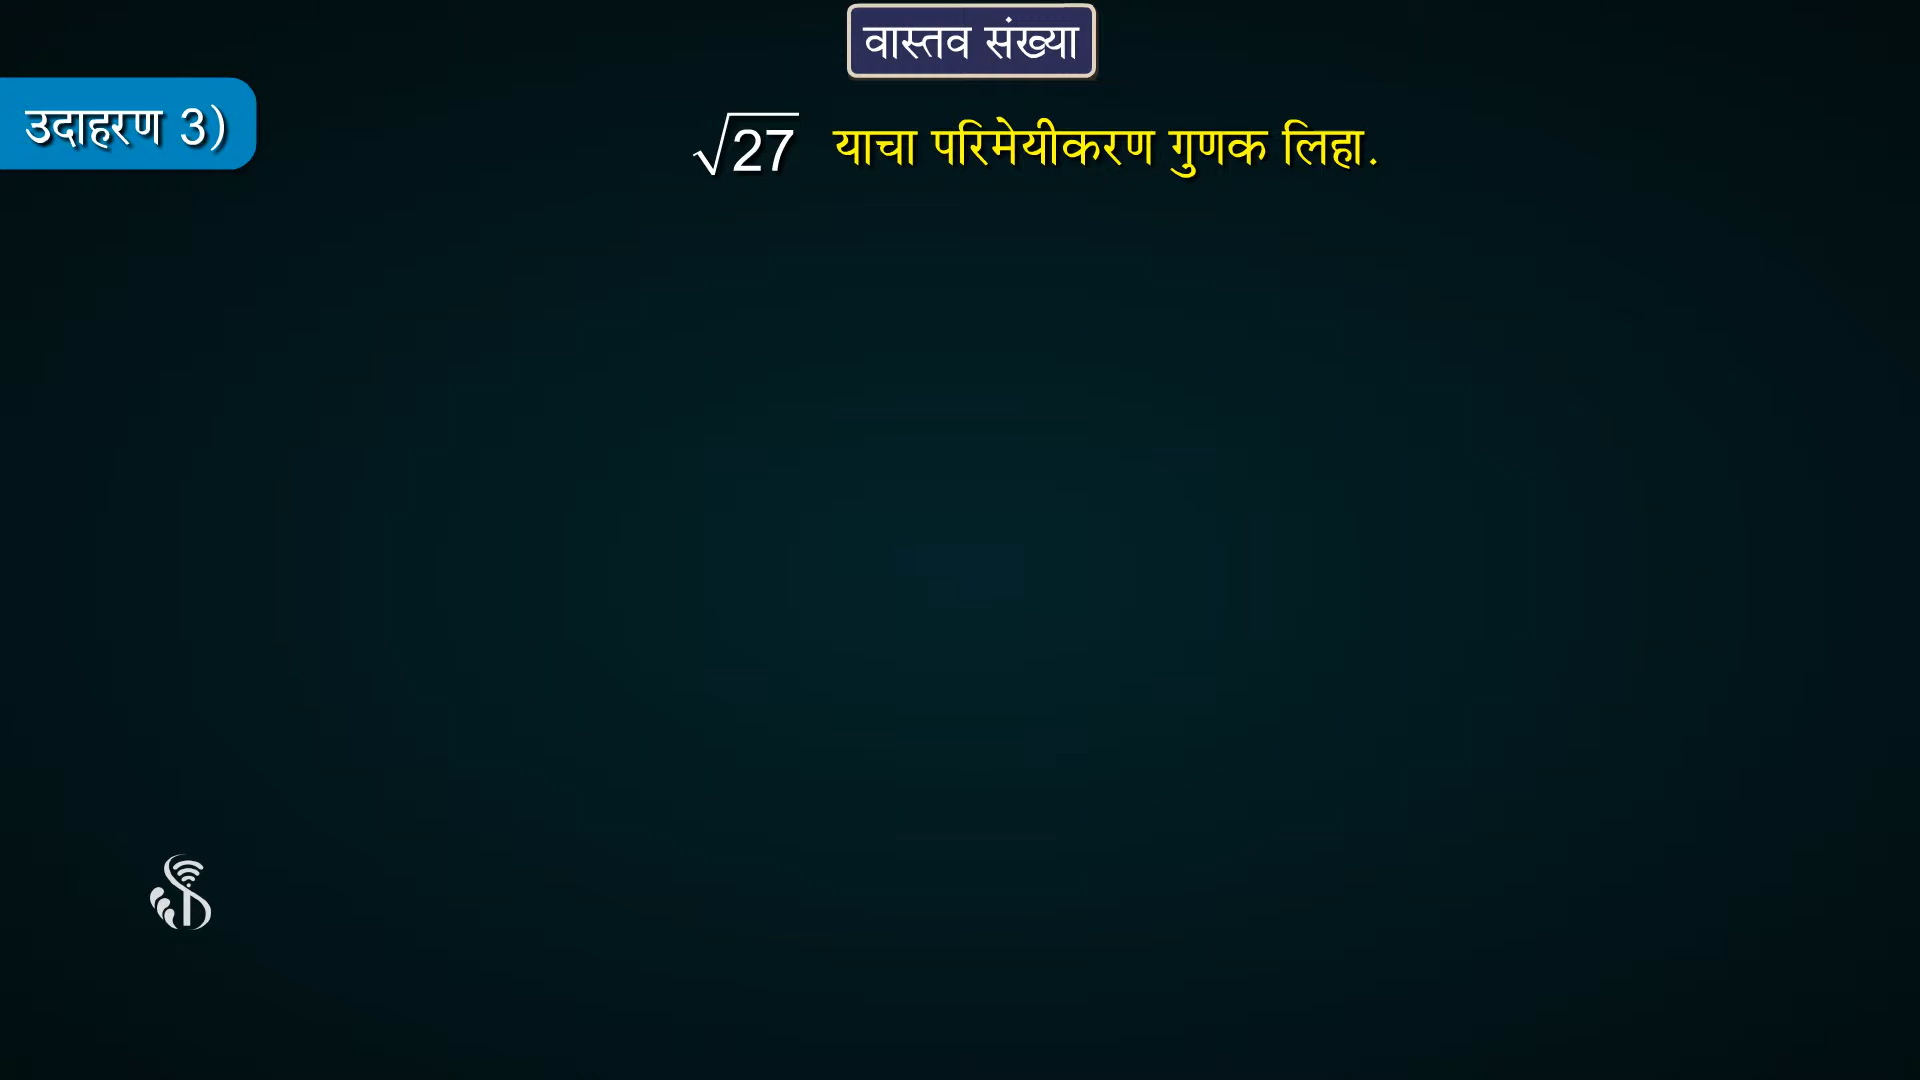 वास्तव संख्या
उदाहरण 3)
√27 याचा परिमेयीकरण गुणक लिहा.